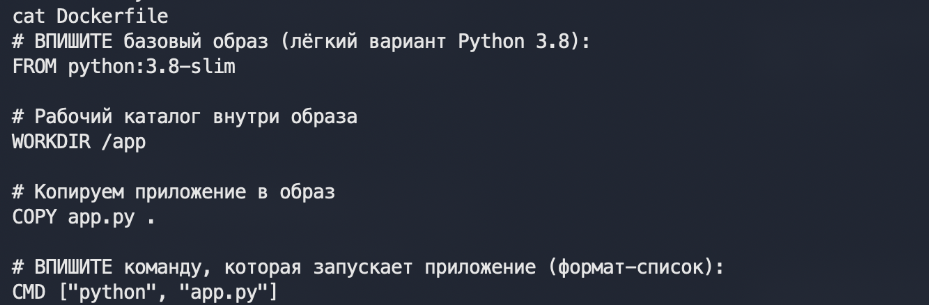 cat Dockerfile
# ВПИШИТЕ базовый образ (лёгкий вариант Python 3.8):
FROM python:3.8-slim
# Рабочий каталог внутри образа
WORKDIR /app
# Копируем приложение в образ
COPY app.py .
# ВПИШИТЕ команду, которая запускает приложение (формат-список):
CMD ["python", "app.py"]